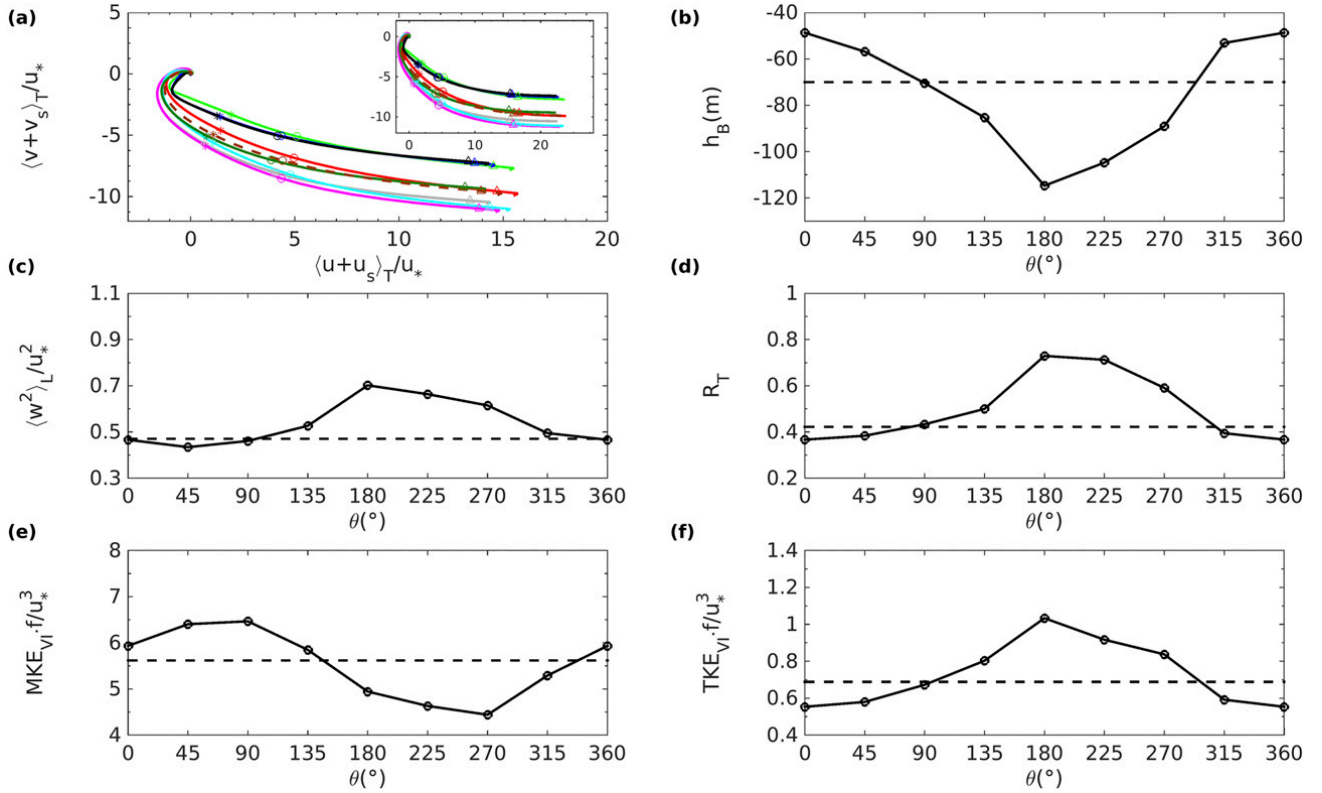 (a)
5
0
-5
-10
⟨v+v_s⟩_T/u_*
0
5
10
15
20
⟨u+u_s⟩_T/u_*
0
-5
-10
0
10
20
(b)
-40
-60
-80
-100
-120
h_B(m)
0 45 90 135 180 225 270 315 360
θ(°)
(c)
1.1
0.9
0.7
0.5
0.3
⟨w^2⟩_L/u_*^2
0 45 90 135 180 225 270 315 360
θ(°)
(d)
1
0.8
0.6
0.4
0.2
R_T
0 45 90 135 180 225 270 315 360
θ(°)
(e)
8
7
6
5
4
MKE_VI·f/u_*^3
0 45 90 135 180 225 270 315 360
θ(°)
(f)
1.4
1.2
1
0.8
0.6
0.4
TKE_VI·f/u_*^3
0 45 90 135 180 225 270 315 360
θ(°)